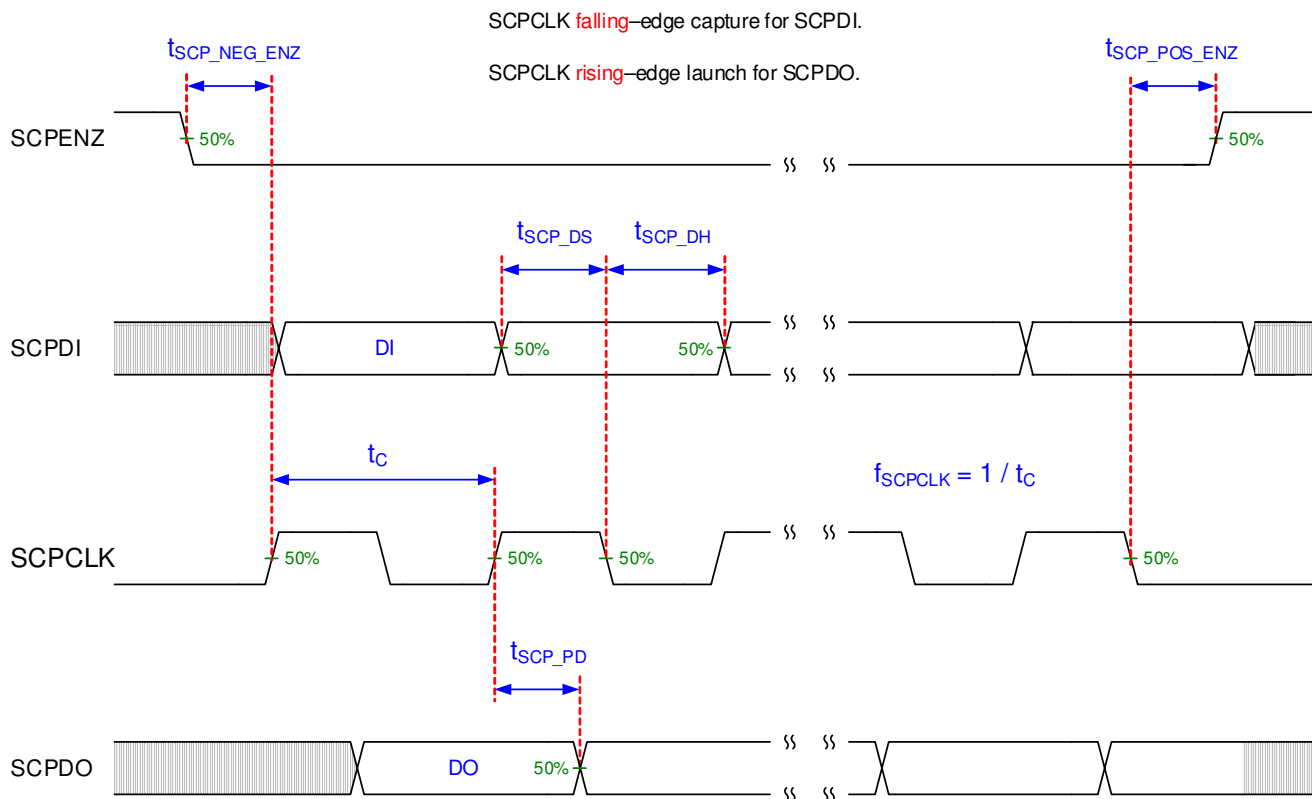 SCPCLK falling–edge capture for SCPDI.
SCPCLK rising–edge launch for SCPDO.
tSCP_NEG_ENZ
tSCP_POS_ENZ
SCPENZ
50%
50%
tSCP_DS
tSCP_DH
SCPDI
DI
50%
50%
tC
fSCPCLK = 1 / tC
SCPCLK
50%
50%
50%
50%
tSCP_PD
SCPDO
DO
50%